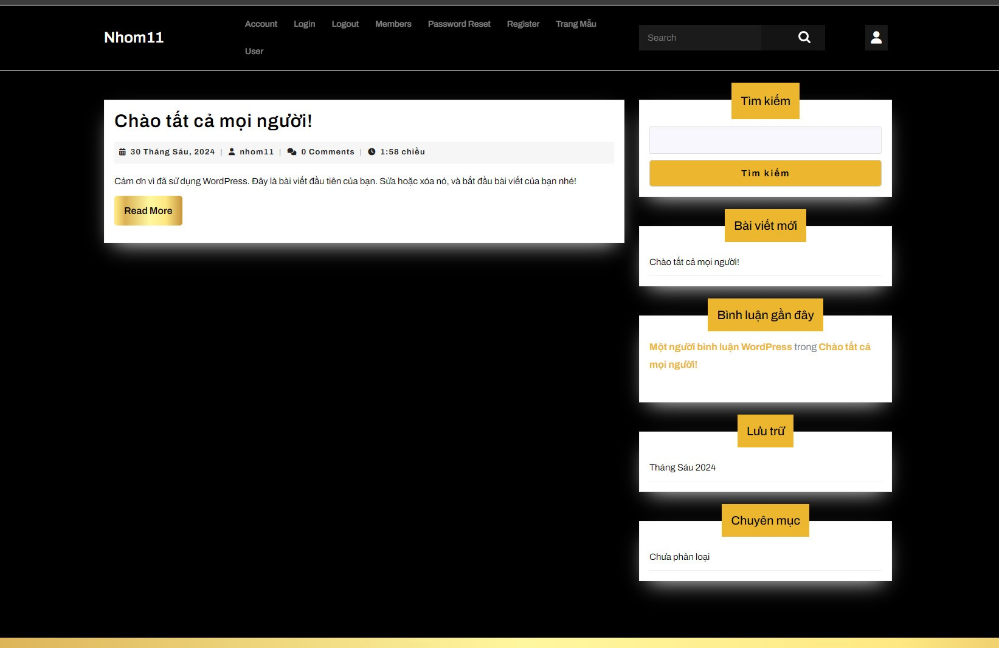 Nhom11
Account Login Logout Members Password Reset Register Trang Mẫu
User
Search
Chào tất cả mọi người!
30 Tháng Sáu, 2024 | nhom11 | 0 Comments | 1:58 chiều
Cảm ơn vì đã sử dụng WordPress. Đây là bài viết đầu tiên của bạn. Sửa hoặc xóa nó, và bắt đầu bài viết của bạn nhé!
Read More
Tìm kiếm
Tìm kiếm
Bài viết mới
Chào tất cả mọi người!
Bình luận gần đây
Một người bình luận WordPress trong Chào tất cả
mọi người!
Lưu trữ
Tháng Sáu 2024
Chuyên mục
Chưa phân loại